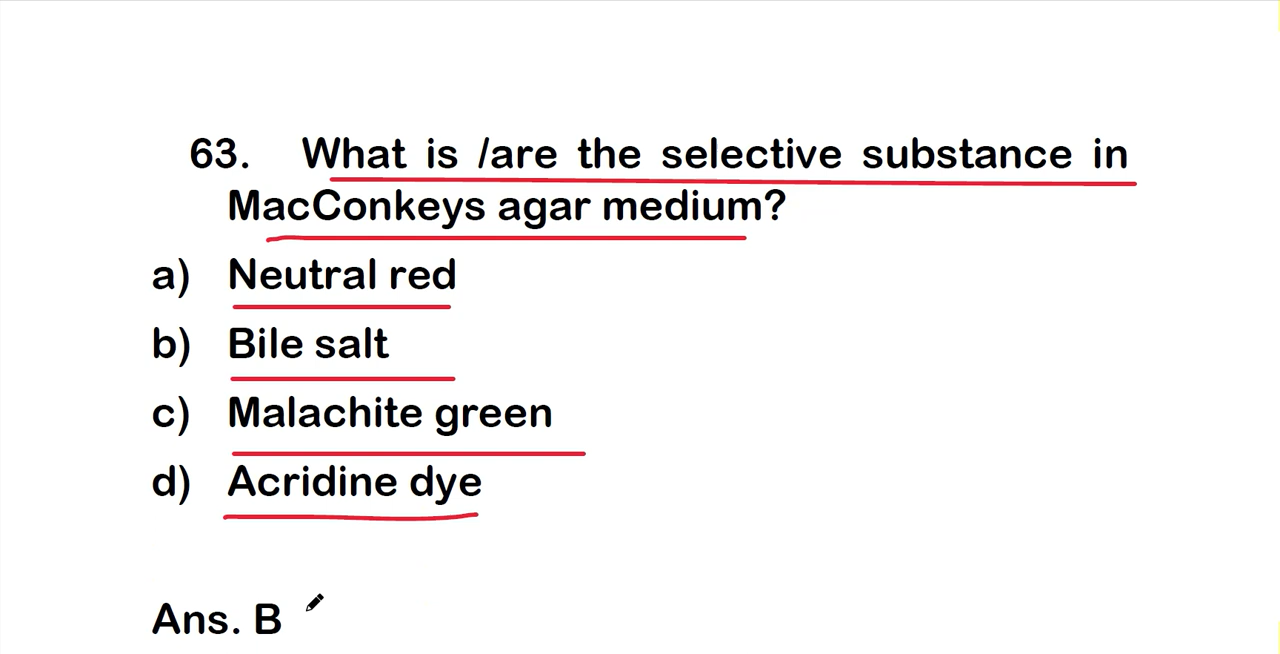 63. What is /are the selective substance in
MacConkeys agar medium?
a) Neutral red
b) Bile salt
c) Malachite green
d) Acridine dye
Ans. B